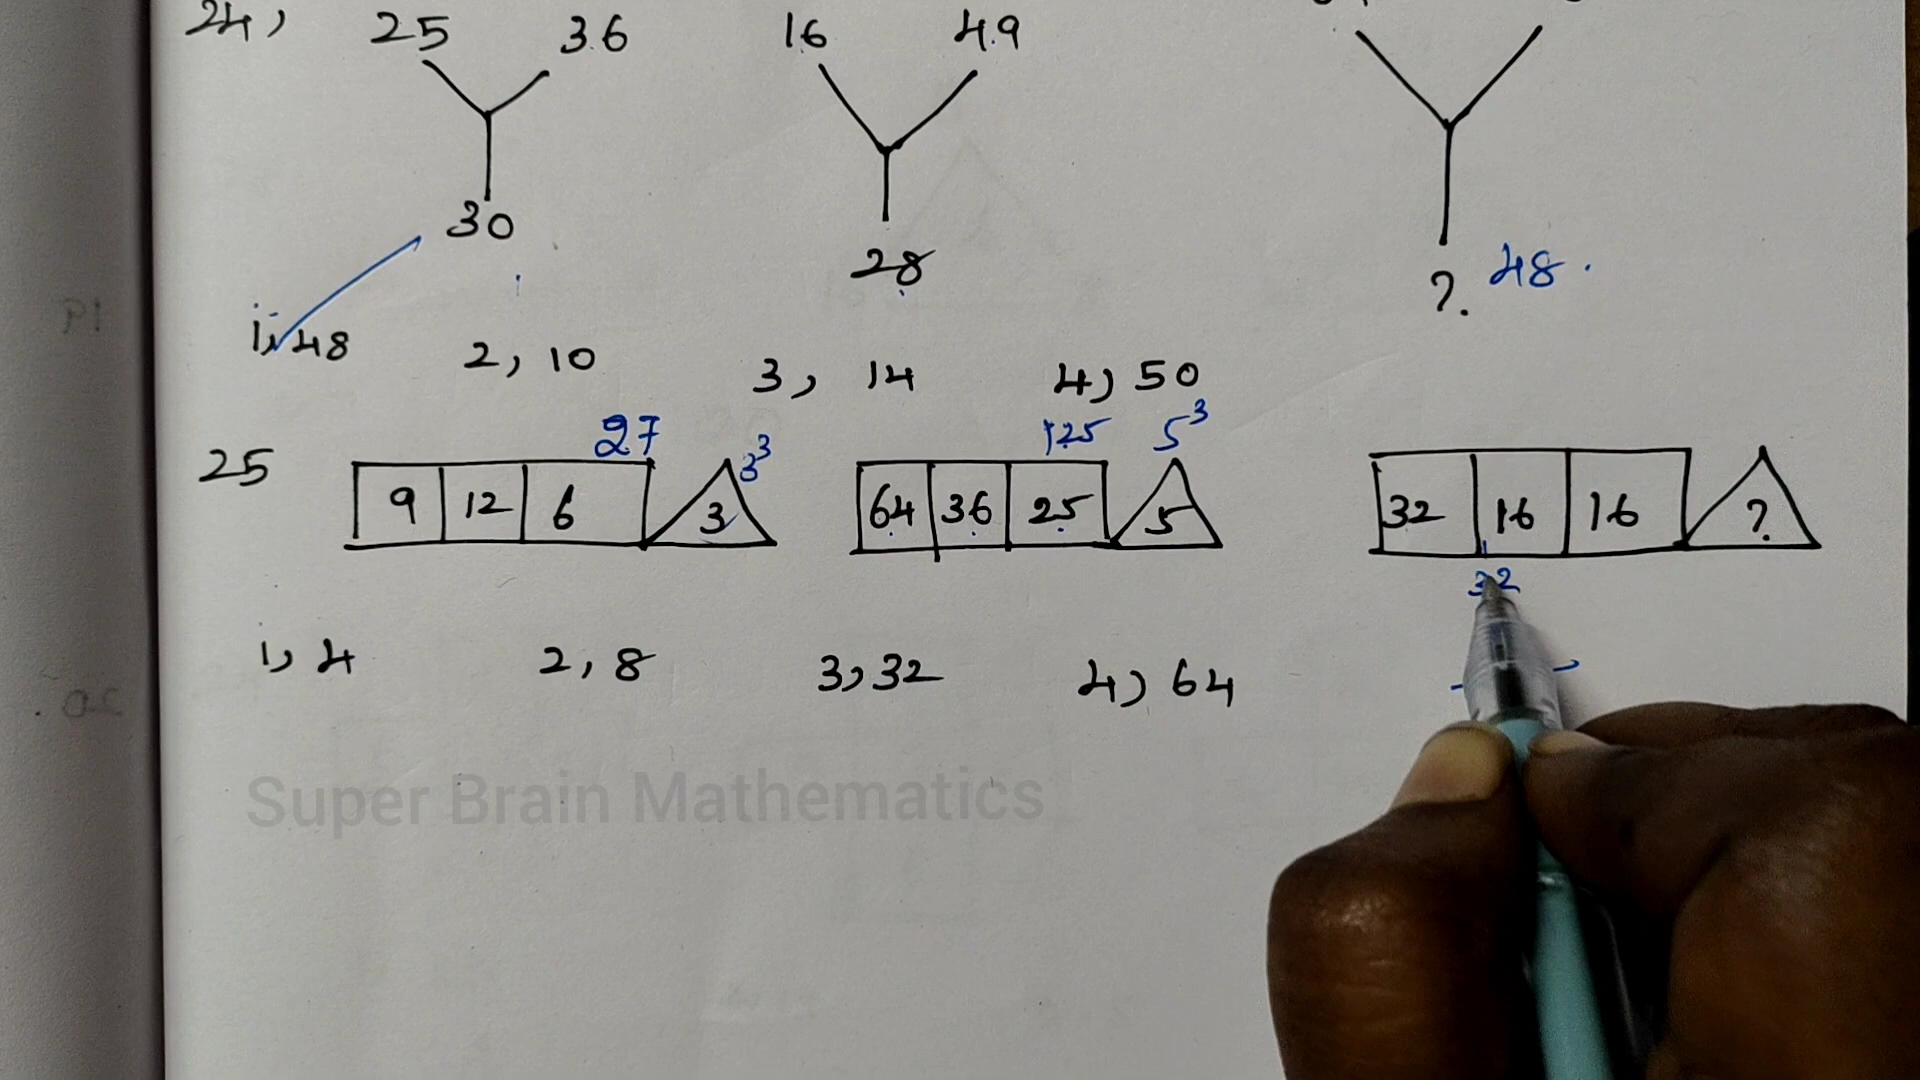 24) 25 36 16 49
30 28 ? 48.
1, 48 2, 10 3, 14 4) 50
27 3³ 125 5³
25 9 12 6 3 64 36 25 5 32 16 16 ?
32
1, 4 2, 8 3, 32 4) 64
Super Brain Mathematics